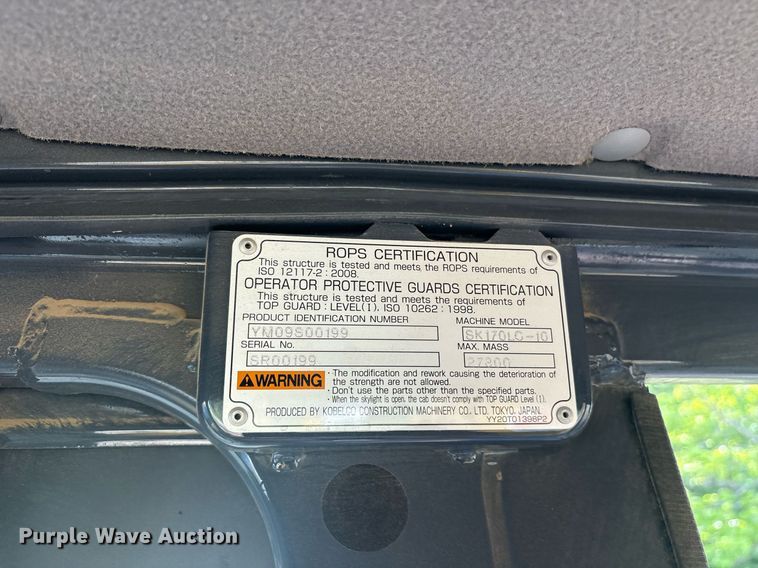 ROPS CERTIFICATION
This structure is tested and meets the ROPS requirements of
ISO 12117-2 : 2008.
OPERATOR PROTECTIVE GUARDS CERTIFICATION
This structure is tested and meets the requirements of
TOP GUARD : LEVEL(I). ISO 10262 : 1998.
PRODUCT IDENTIFICATION NUMBER MACHINE MODEL
YM09S00199 SK170LC-10
SERIAL No. MAX. MASS
SR00199 27800
WARNING
· The modification and rework causing the deterioration of
the strength are not allowed.
· Don't use the parts other than the specified parts.
· When the skylight is open, the cab doesn't comply with TOP GUARD Level (I).
PRODUCED BY KOBELCO CONSTRUCTION MACHINERY CO., LTD. TOKYO, JAPAN.
YY20T01396P2
Purple Wave Auction